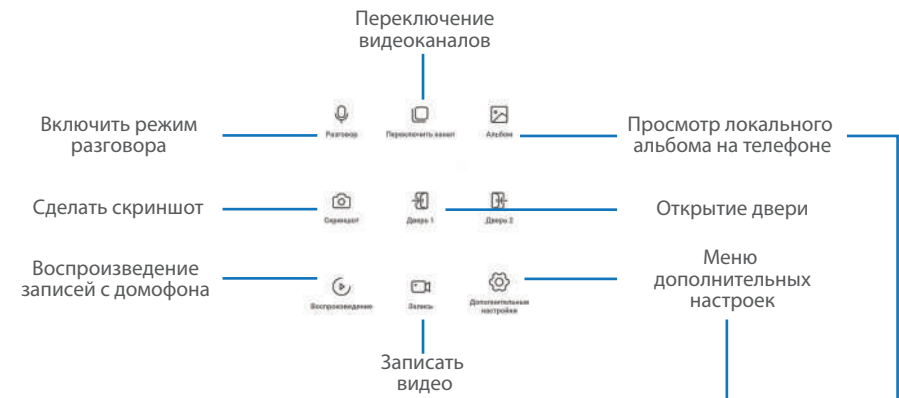 Переключение
видеоканалов
Включить режим
разговора
Разговор
Переключить канал
Альбом
Просмотр локального
альбома на телефоне
Сделать скриншот
Скриншот
Дверь 1
Дверь 2
Открытие двери
Воспроизведение
записей с домофона
Воспроизведение
Запись
Дополнительные
настройки
Меню
дополнительных
настроек
Записать
видео